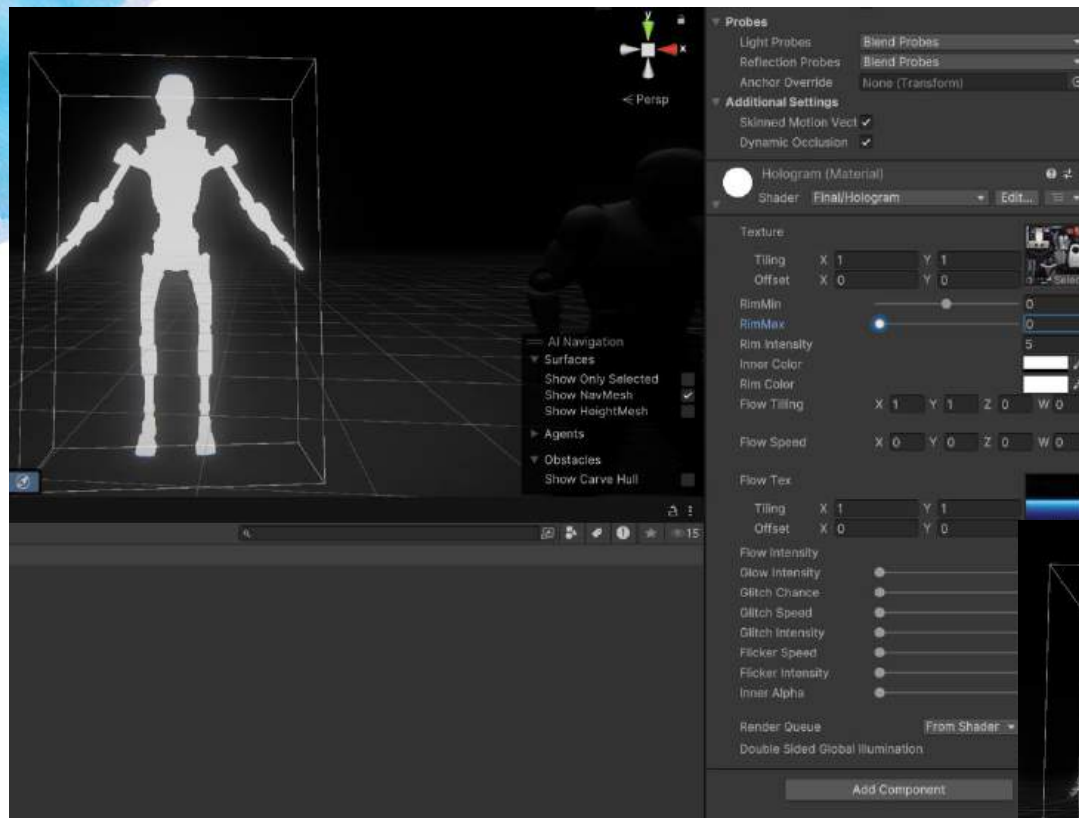 y
x
Persp
AI Navigation
Surfaces
Show Only Selected
Show NavMesh
Show HeightMesh
Agents
Obstacles
Show Carve Hull
15
Probes
Light Probes Blend Probes
Reflection Probes Blend Probes
Anchor Override None (Transform)
Additional Settings
Skinned Motion Vect
Dynamic Occlusion
Hologram (Material)
Shader Final/Hologram Edit...
Texture
Tiling X 1 Y 1
Offset X 0 Y 0 Selec
RimMin 0
RimMax 0
Rim Intensity 5
Inner Color
Rim Color
Flow Tiling X 1 Y 1 Z 0 W 0
Flow Speed X 0 Y 0 Z 0 W 0
Flow Tex
Tiling X 1 Y 1
Offset X 0 Y 0
Flow Intensity
Glow Intensity
Glitch Chance
Glitch Speed
Glitch Intensity
Flicker Speed
Flicker Intensity
Inner Alpha
Render Queue From Shader
Double Sided Global Illumination
Add Component